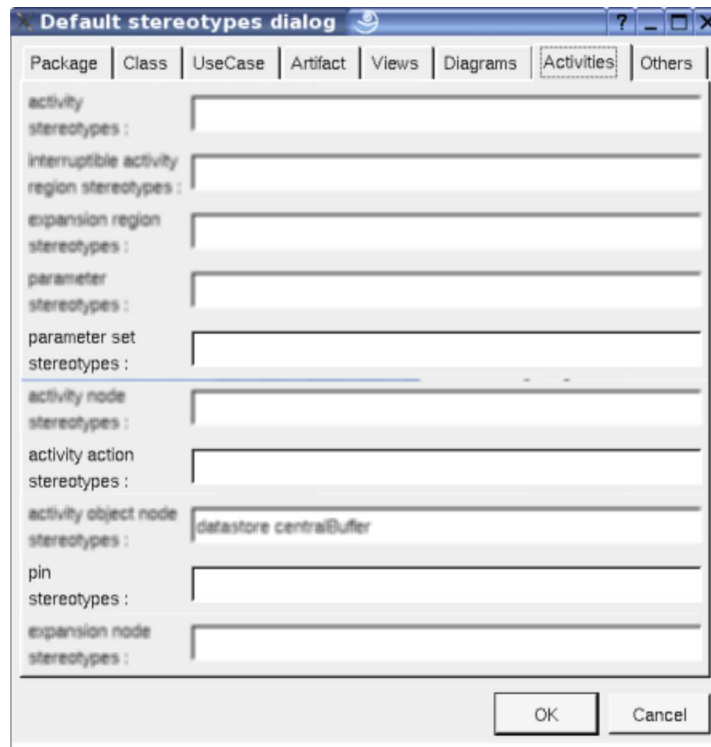 Default stereotypes dialog ?
Package Class UseCase Artifact Views Diagrams Activities Others
activity
stereotypes :
interruptible activity
region stereotypes :
expansion region
stereotypes :
parameter
stereotypes :
parameter set
stereotypes :
activity node
stereotypes :
activity action
stereotypes :
activity object node
stereotypes :
datastore centralBuffer
pin
stereotypes :
expansion node
stereotypes :
OK Cancel